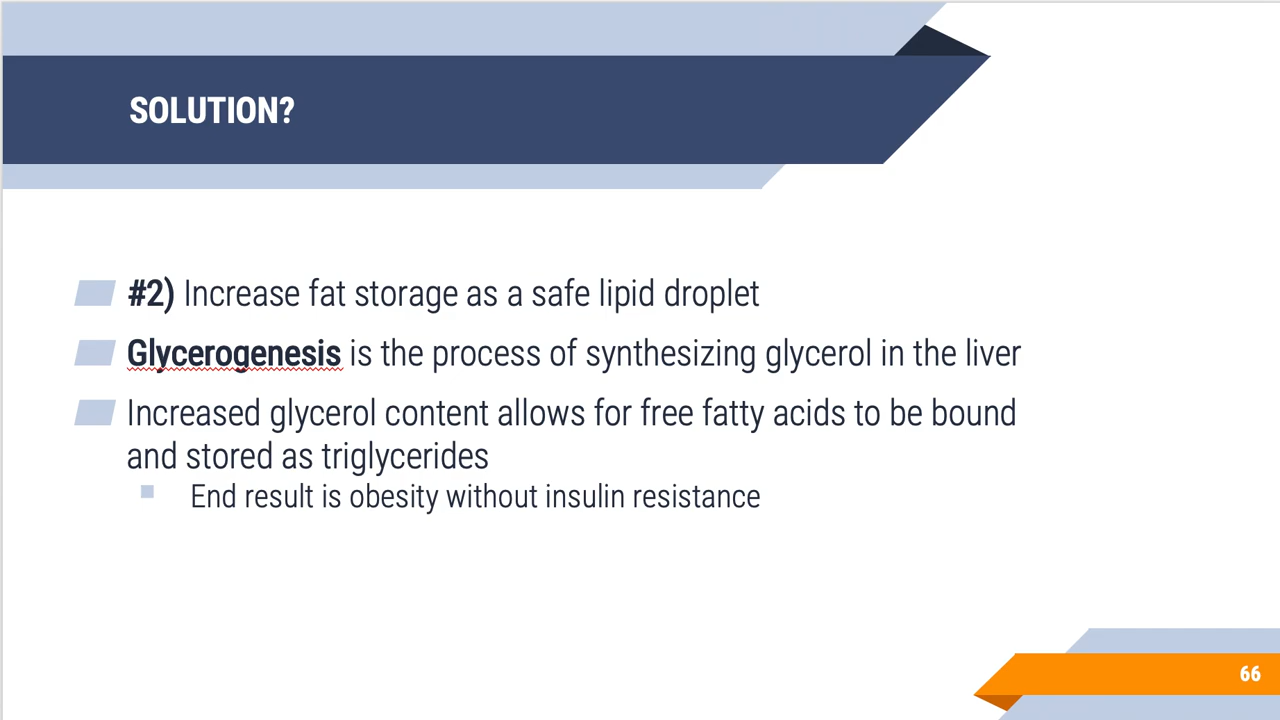 SOLUTION?
#2) Increase fat storage as a safe lipid droplet
Glycerogenesis is the process of synthesizing glycerol in the liver
Increased glycerol content allows for free fatty acids to be bound
and stored as triglycerides
End result is obesity without insulin resistance
66